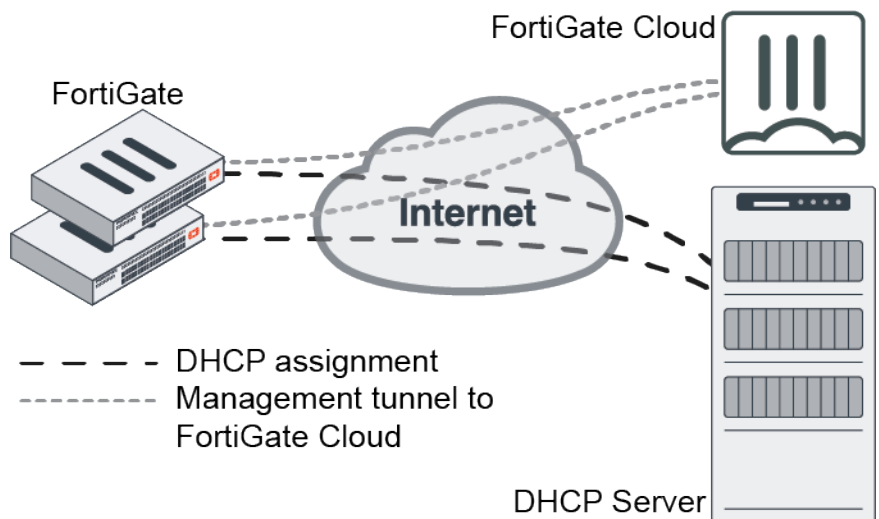 FortiGate Cloud
FortiGate
Internet
DHCP assignment
Management tunnel to
FortiGate Cloud
DHCP Server